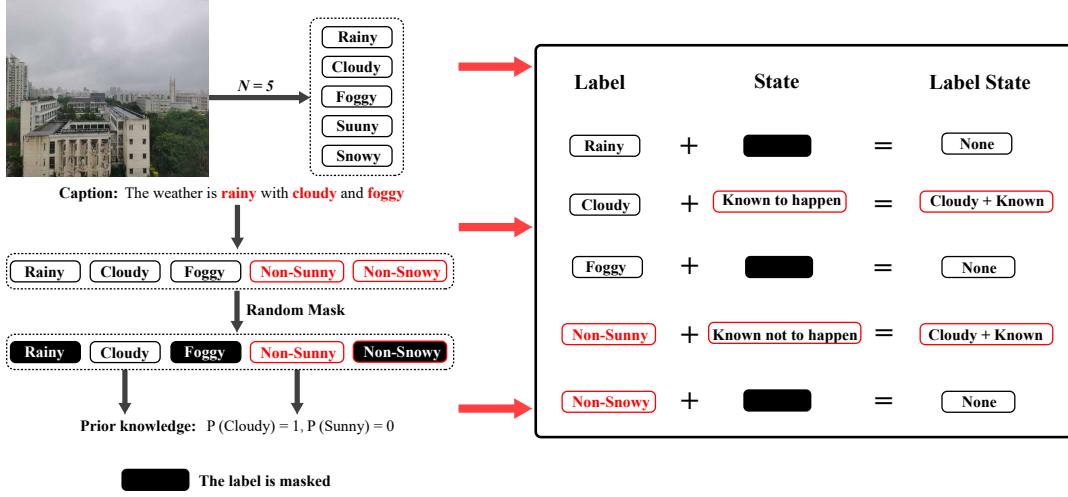 N = 5
Rainy
Cloudy
Foggy
Suuny
Snowy
Caption: The weather is rainy with cloudy and foggy
Rainy Cloudy Foggy Non-Sunny Non-Snowy
Random Mask
Rainy Cloudy Foggy Non-Sunny Non-Snowy
Prior knowledge: P (Cloudy) = 1, P (Sunny) = 0
The label is masked
Label State Label State
Rainy + = None
Cloudy + Known to happen = Cloudy + Known
Foggy + = None
Non-Sunny + Known not to happen = Cloudy + Known
Non-Snowy + = None